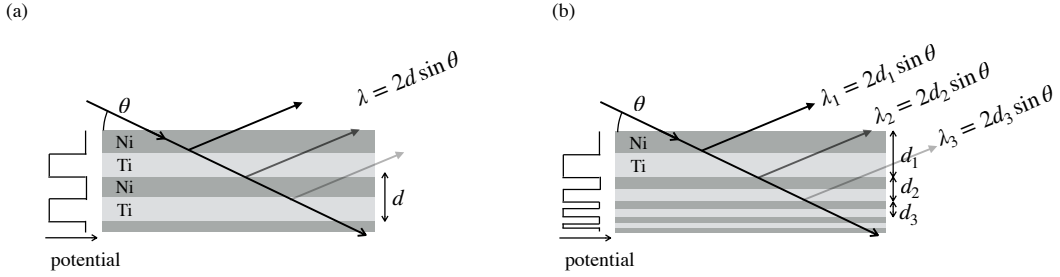 (a)
θ
λ = 2d sin θ
Ni
Ti
Ni
Ti
d
potential
(b)
θ
λ₁ = 2d₁ sin θ
λ₂ = 2d₂ sin θ
λ₃ = 2d₃ sin θ
Ni
Ti
d₁
d₂
d₃
potential